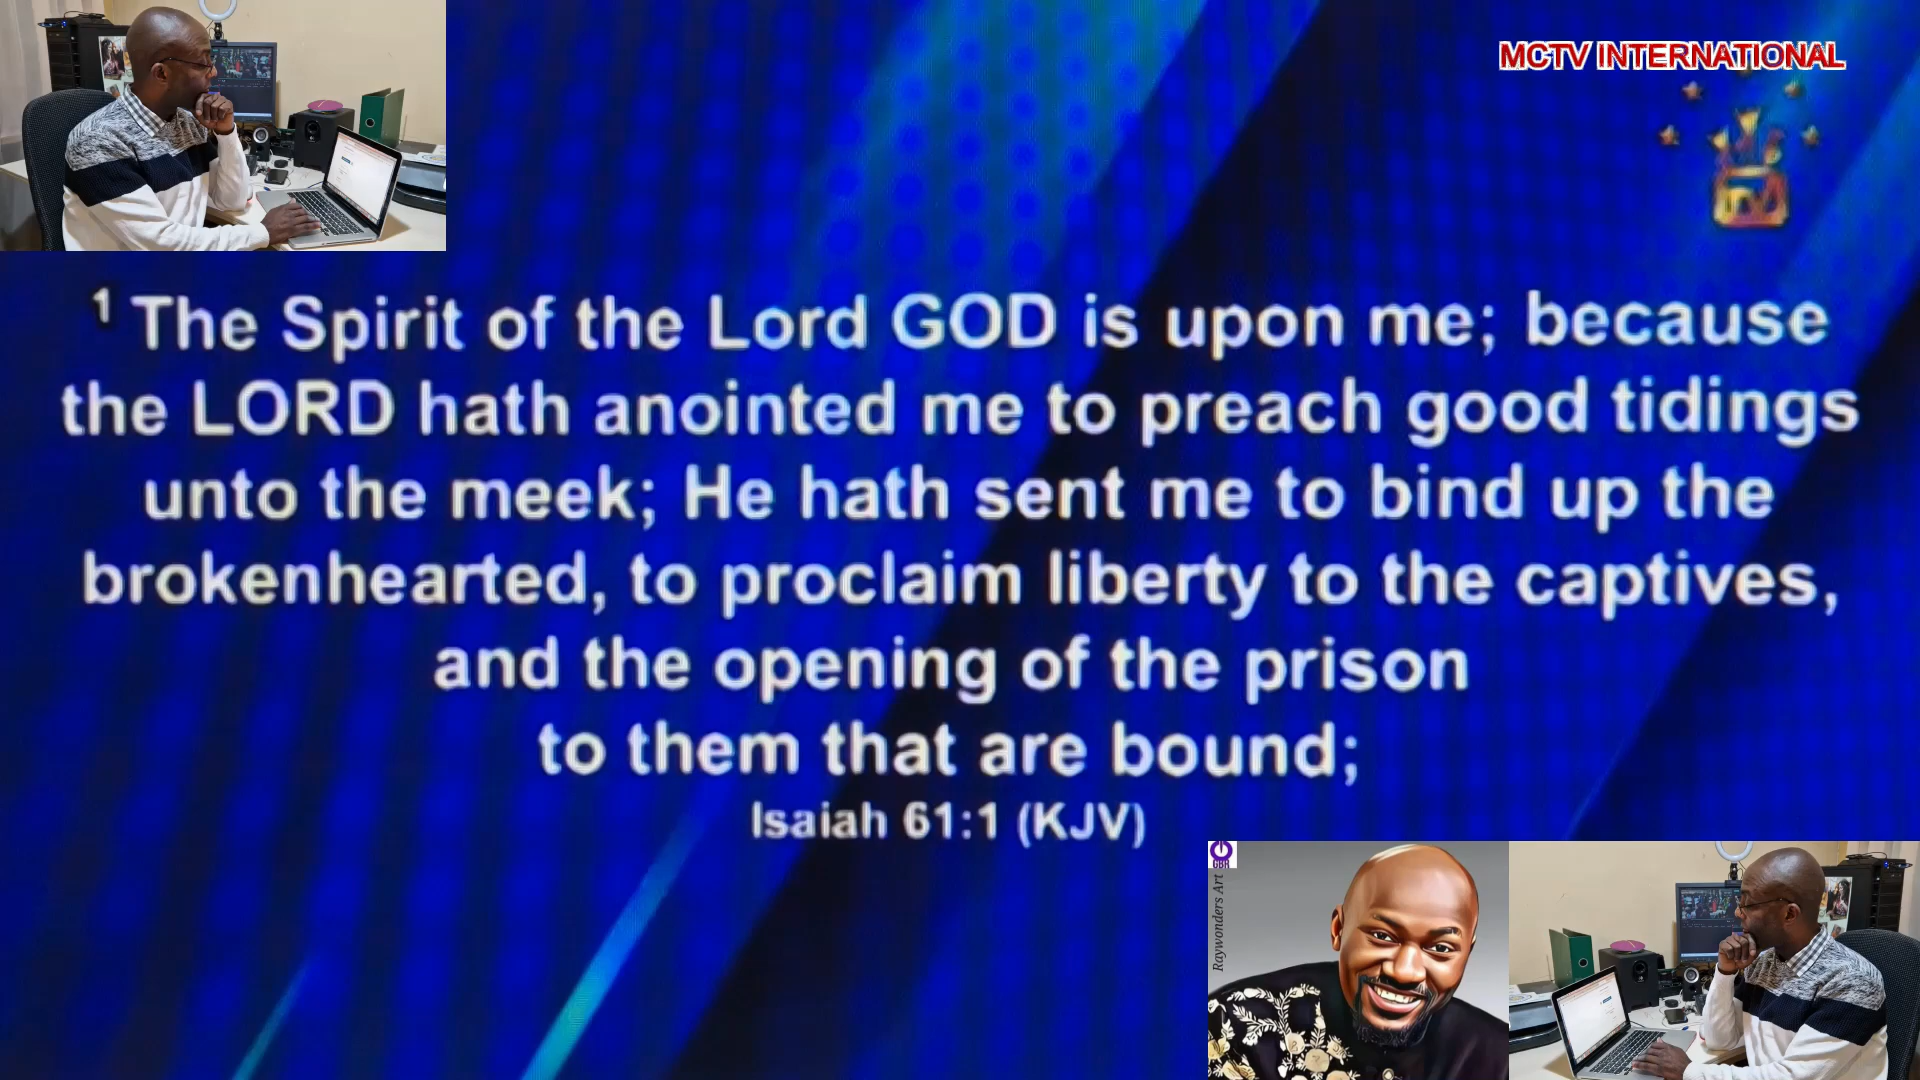 MCTV INTERNATIONAL
1 The Spirit of the Lord GOD is upon me; because
the LORD hath anointed me to preach good tidings
unto the meek; He hath sent me to bind up the
brokenhearted, to proclaim liberty to the captives,
and the opening of the prison
to them that are bound;
Isaiah 61:1 (KJV)
GBA
Raywonders Art